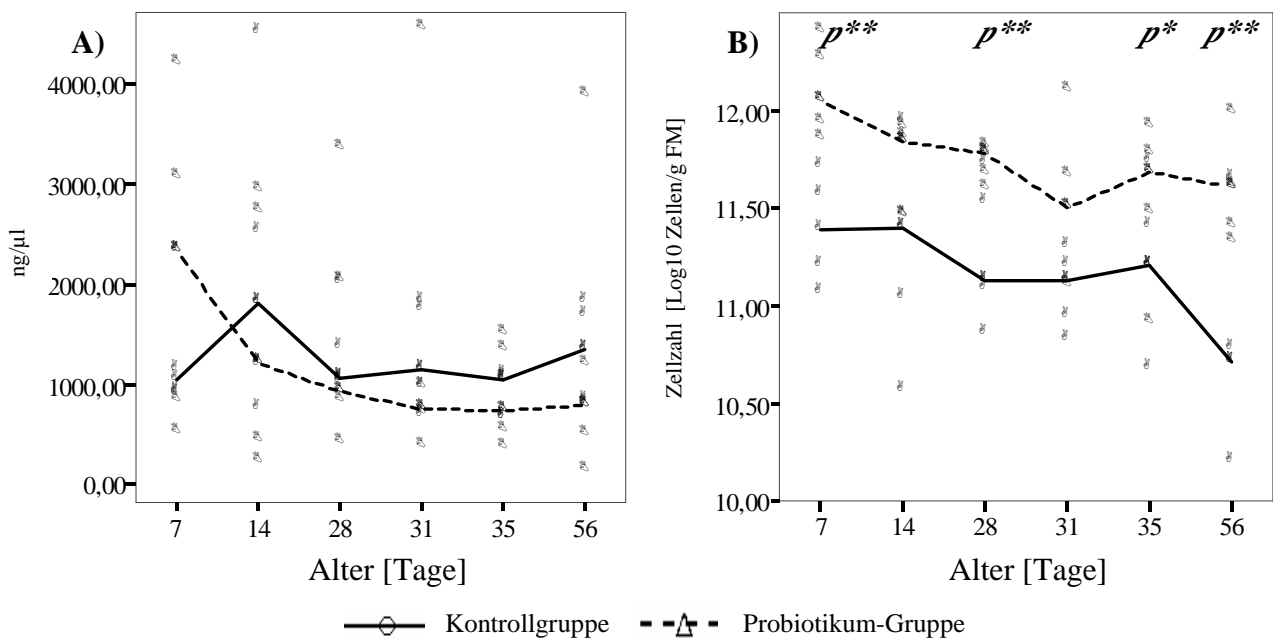 A)
4000,00
3000,00
2000,00
1000,00
0,00
ng/µl
7 14 28 31 35 56
Alter [Tage]
B)
p** p** p* p**
12,00
11,50
11,00
10,50
10,00
Zellzahl [Log10 Zellen/g FM]
7 14 28 31 35 56
Alter [Tage]
Kontrollgruppe Probiotikum-Gruppe